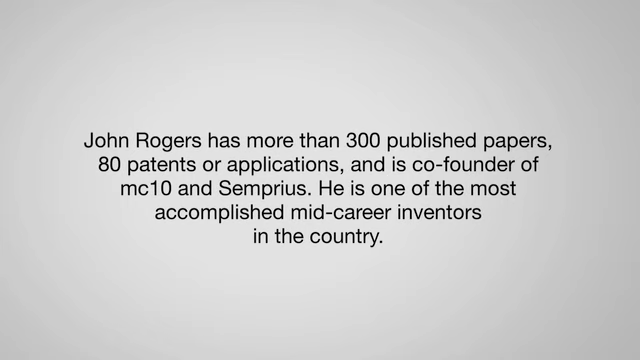 John Rogers has more than 300 published papers,
80 patents or applications, and is co-founder of
mc10 and Semprius. He is one of the most
accomplished mid-career inventors
in the country.